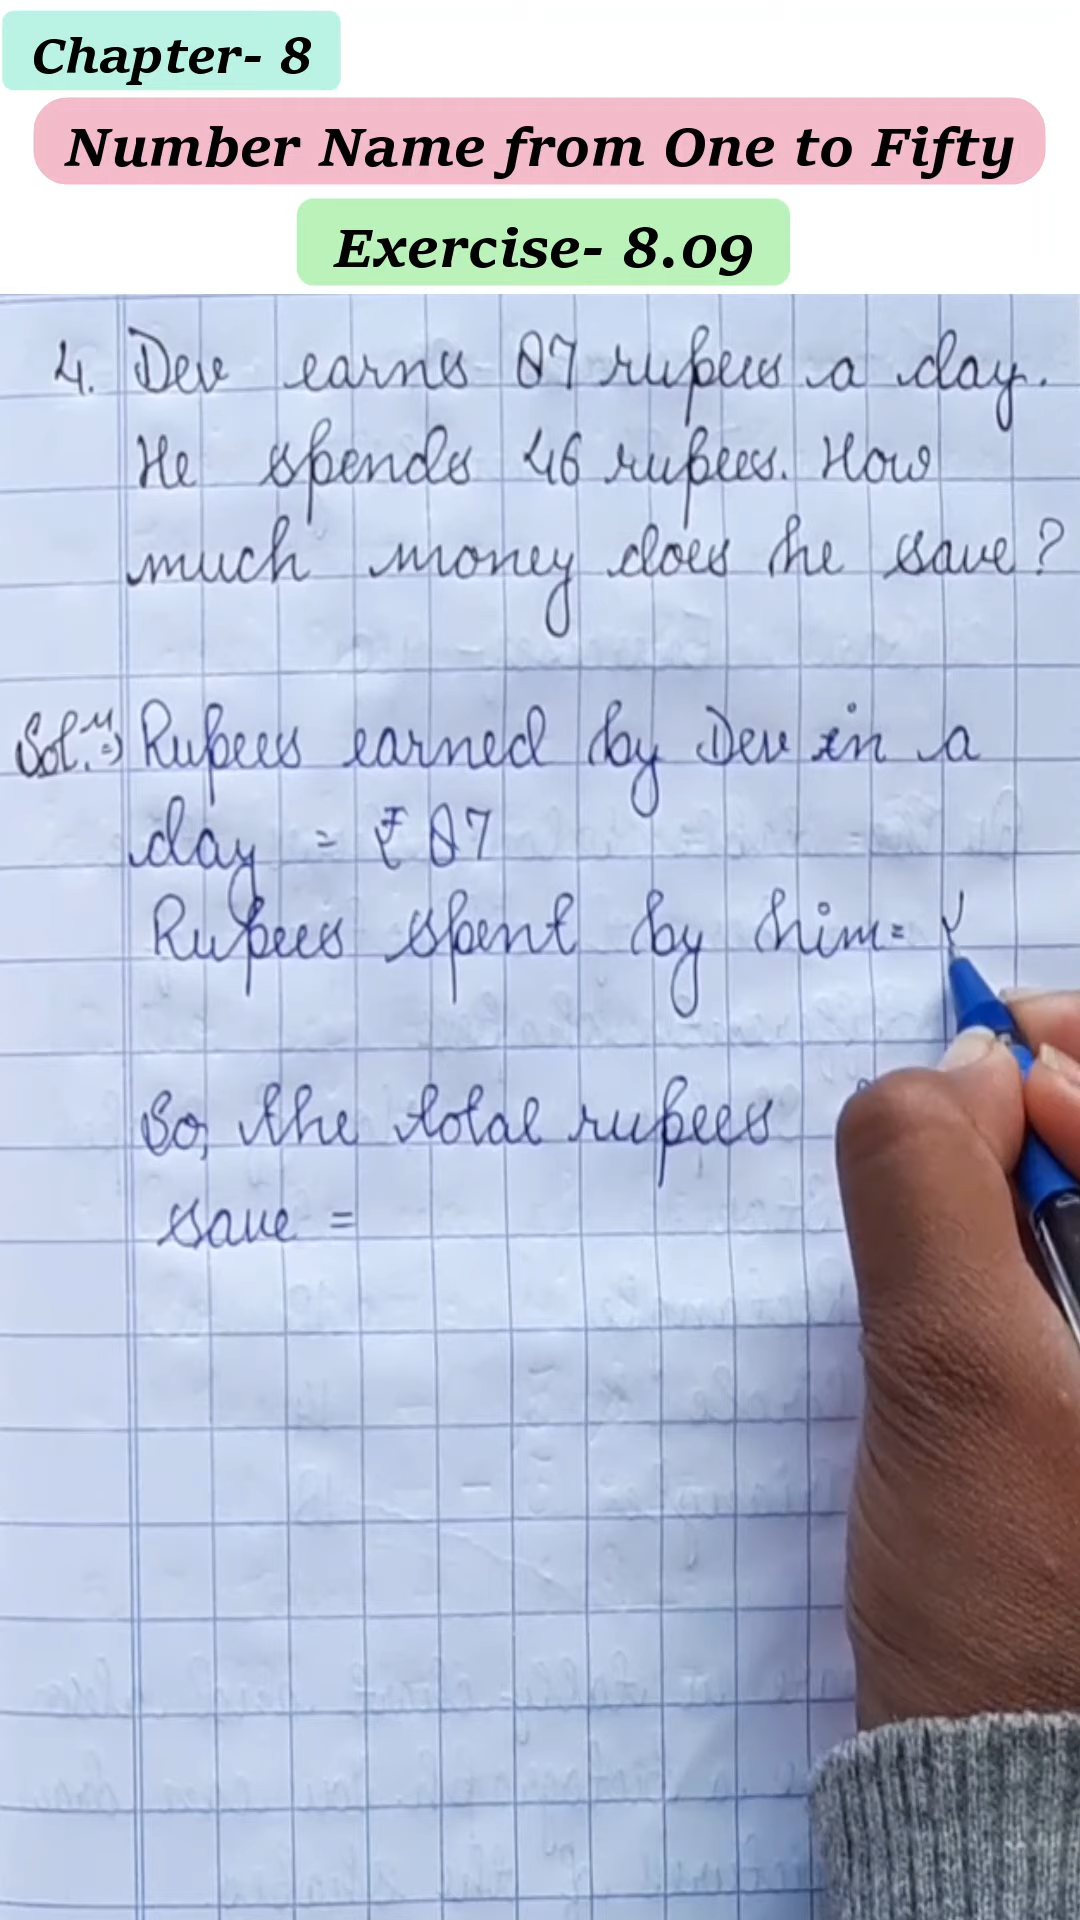 Chapter- 8
Number Name from One to Fifty
Exercise- 8.09
4. Dev earns 87 rupees a day.
He spends 46 rupees. How
much money does he save?
Solⁿ.⇒ Rupees earned by Dev in a
day = ₹ 87
Rupees spent by him =
So, the total rupees
save =